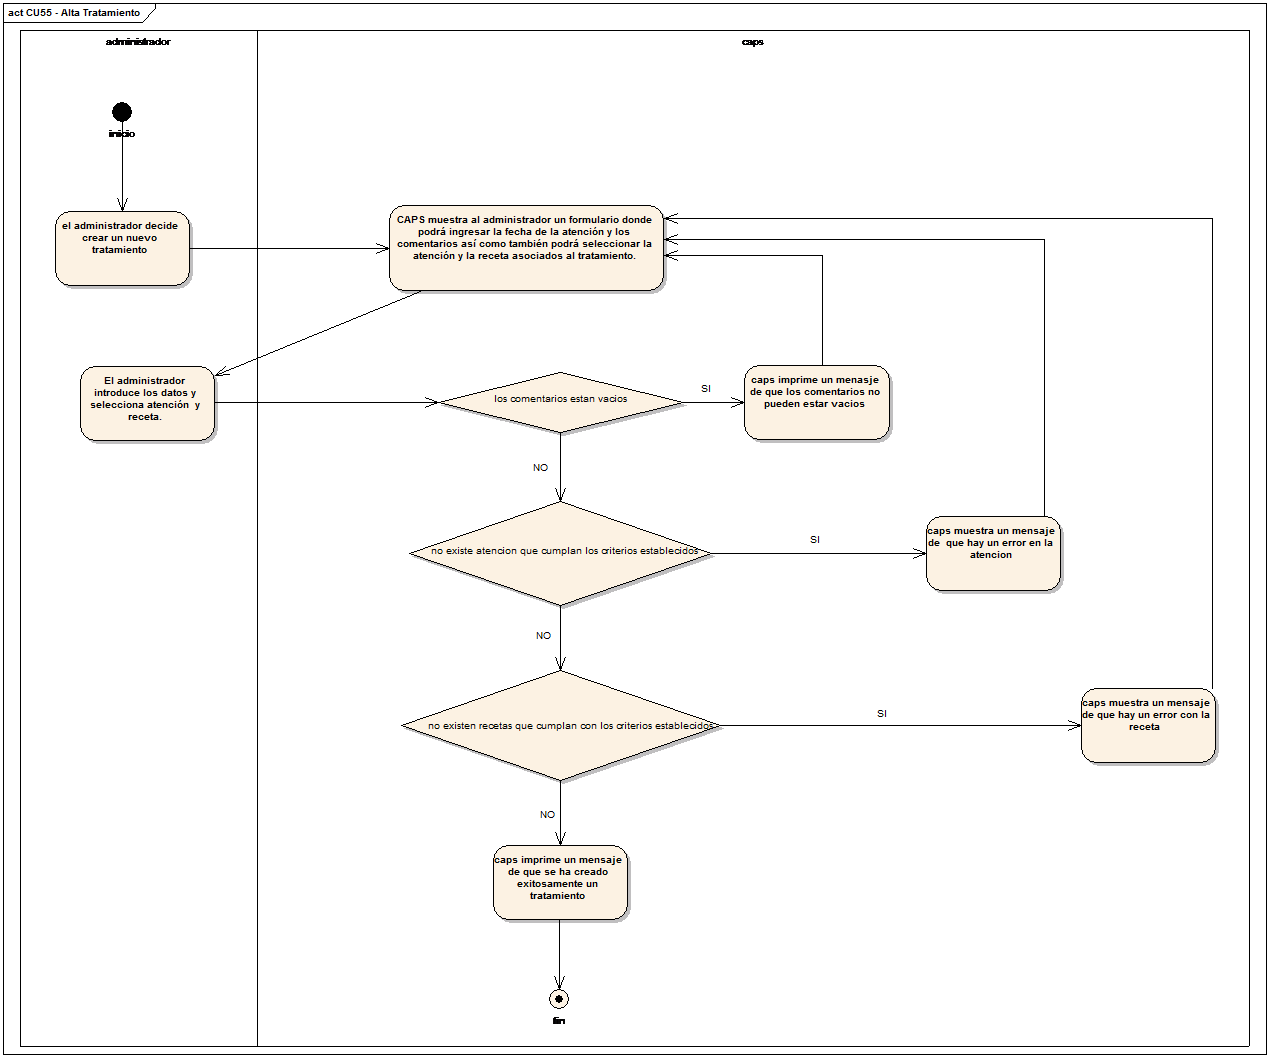 act CU55 - Alta Tratamiento
administrador
caps
inicio
el administrador decide
crear un nuevo
tratamiento
CAPS muestra al administrador un formulario donde
podrá ingresar la fecha de la atención y los
comentarios así como también podrá seleccionar la
atención y la receta asociados al tratamiento.
El administrador
introduce los datos y
selecciona atención y
receta.
los comentarios estan vacios
SI
caps imprime un menasje
de que los comentarios no
pueden estar vacios
NO
no existe atencion que cumplan los criterios establecidos
SI
caps muestra un mensaje
de que hay un error en la
atencion
NO
no existen recetas que cumplan con los criterios establecidos
SI
caps muestra un mensaje
de que hay un error con la
receta
NO
caps imprime un mensaje
de que se ha creado
exitosamente un
tratamiento
fin